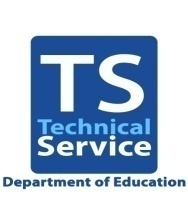 TS
Technical
Service
Department of Education